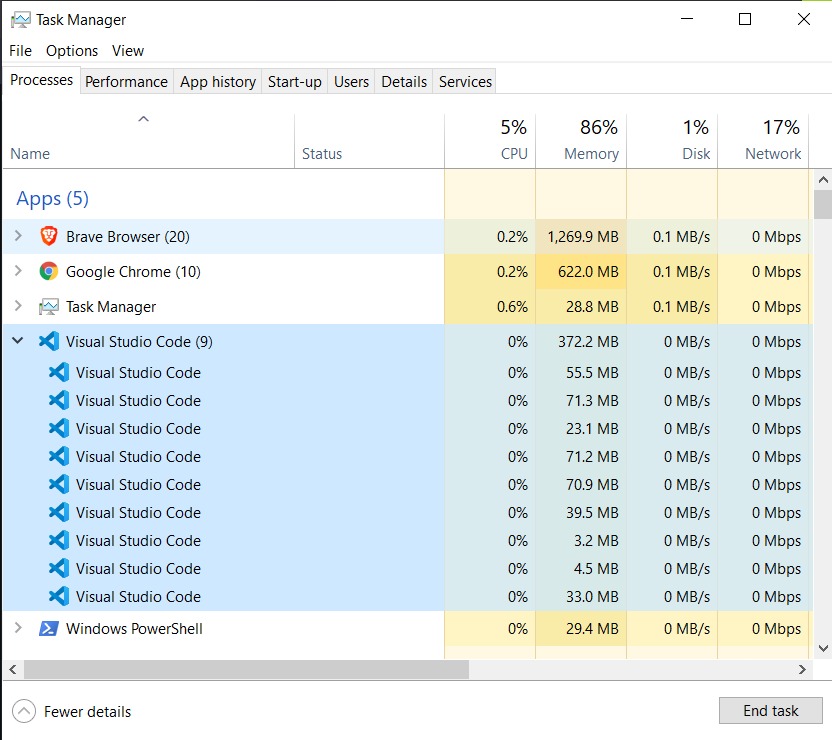 Task Manager
File Options View
Processes Performance App history Start-up Users Details Services
5% 86% 1% 17%
Name Status CPU Memory Disk Network
Apps (5)
Brave Browser (20) 0.2% 1,269.9 MB 0.1 MB/s 0 Mbps
Google Chrome (10) 0.2% 622.0 MB 0.1 MB/s 0 Mbps
Task Manager 0.6% 28.8 MB 0.1 MB/s 0 Mbps
Visual Studio Code (9) 0% 372.2 MB 0 MB/s 0 Mbps
Visual Studio Code 0% 55.5 MB 0 MB/s 0 Mbps
Visual Studio Code 0% 71.3 MB 0 MB/s 0 Mbps
Visual Studio Code 0% 23.1 MB 0 MB/s 0 Mbps
Visual Studio Code 0% 71.2 MB 0 MB/s 0 Mbps
Visual Studio Code 0% 70.9 MB 0 MB/s 0 Mbps
Visual Studio Code 0% 39.5 MB 0 MB/s 0 Mbps
Visual Studio Code 0% 3.2 MB 0 MB/s 0 Mbps
Visual Studio Code 0% 4.5 MB 0 MB/s 0 Mbps
Visual Studio Code 0% 33.0 MB 0 MB/s 0 Mbps
Windows PowerShell 0% 29.4 MB 0 MB/s 0 Mbps
Fewer details End task